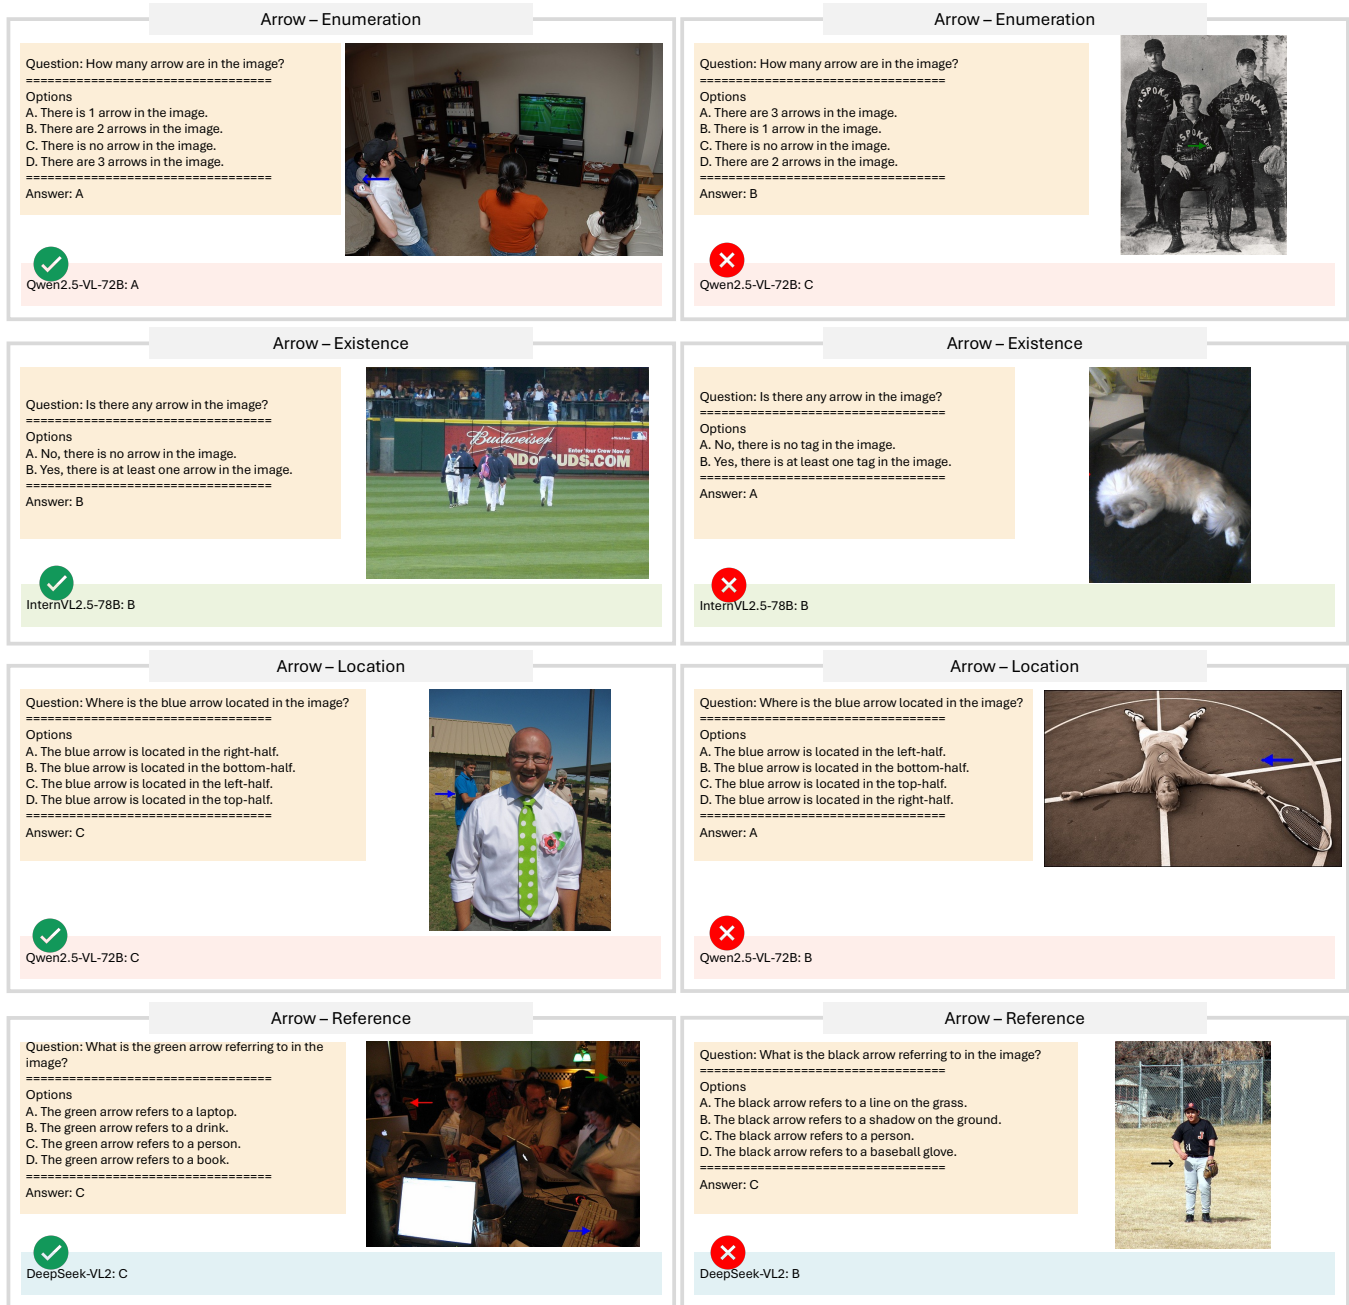 Arrow – Enumeration
Question: How many arrow are in the image?
==================================
Options
A. There is 1 arrow in the image.
B. There are 2 arrows in the image.
C. There is no arrow in the image.
D. There are 3 arrows in the image.
==================================
Answer: A
Qwen2.5-VL-72B: A
Arrow – Enumeration
Question: How many arrow are in the image?
==================================
Options
A. There are 3 arrows in the image.
B. There is 1 arrow in the image.
C. There is no arrow in the image.
D. There are 2 arrows in the image.
==================================
Answer: B
Qwen2.5-VL-72B: C
Arrow – Existence
Question: Is there any arrow in the image?
==================================
Options
A. No, there is no arrow in the image.
B. Yes, there is at least one arrow in the image.
==================================
Answer: B
Budweiser
Enter Your Crew Now
UDS.COM
InternVL2.5-78B: B
Arrow – Existence
Question: Is there any arrow in the image?
==================================
Options
A. No, there is no tag in the image.
B. Yes, there is at least one tag in the image.
==================================
Answer: A
InternVL2.5-78B: B
Arrow – Location
Question: Where is the blue arrow located in the image?
==================================
Options
A. The blue arrow is located in the right-half.
B. The blue arrow is located in the bottom-half.
C. The blue arrow is located in the left-half.
D. The blue arrow is located in the top-half.
==================================
Answer: C
Qwen2.5-VL-72B: C
Arrow – Location
Question: Where is the blue arrow located in the image?
==================================
Options
A. The blue arrow is located in the left-half.
B. The blue arrow is located in the bottom-half.
C. The blue arrow is located in the top-half.
D. The blue arrow is located in the right-half.
==================================
Answer: A
Qwen2.5-VL-72B: B
Arrow – Reference
Question: What is the green arrow referring to in the
image?
==================================
Options
A. The green arrow refers to a laptop.
B. The green arrow refers to a drink.
C. The green arrow refers to a person.
D. The green arrow refers to a book.
==================================
Answer: C
DeepSeek-VL2: C
Arrow – Reference
Question: What is the black arrow referring to in the image?
==================================
Options
A. The black arrow refers to a line on the grass.
B. The black arrow refers to a shadow on the ground.
C. The black arrow refers to a person.
D. The black arrow refers to a baseball glove.
==================================
Answer: C
DeepSeek-VL2: B